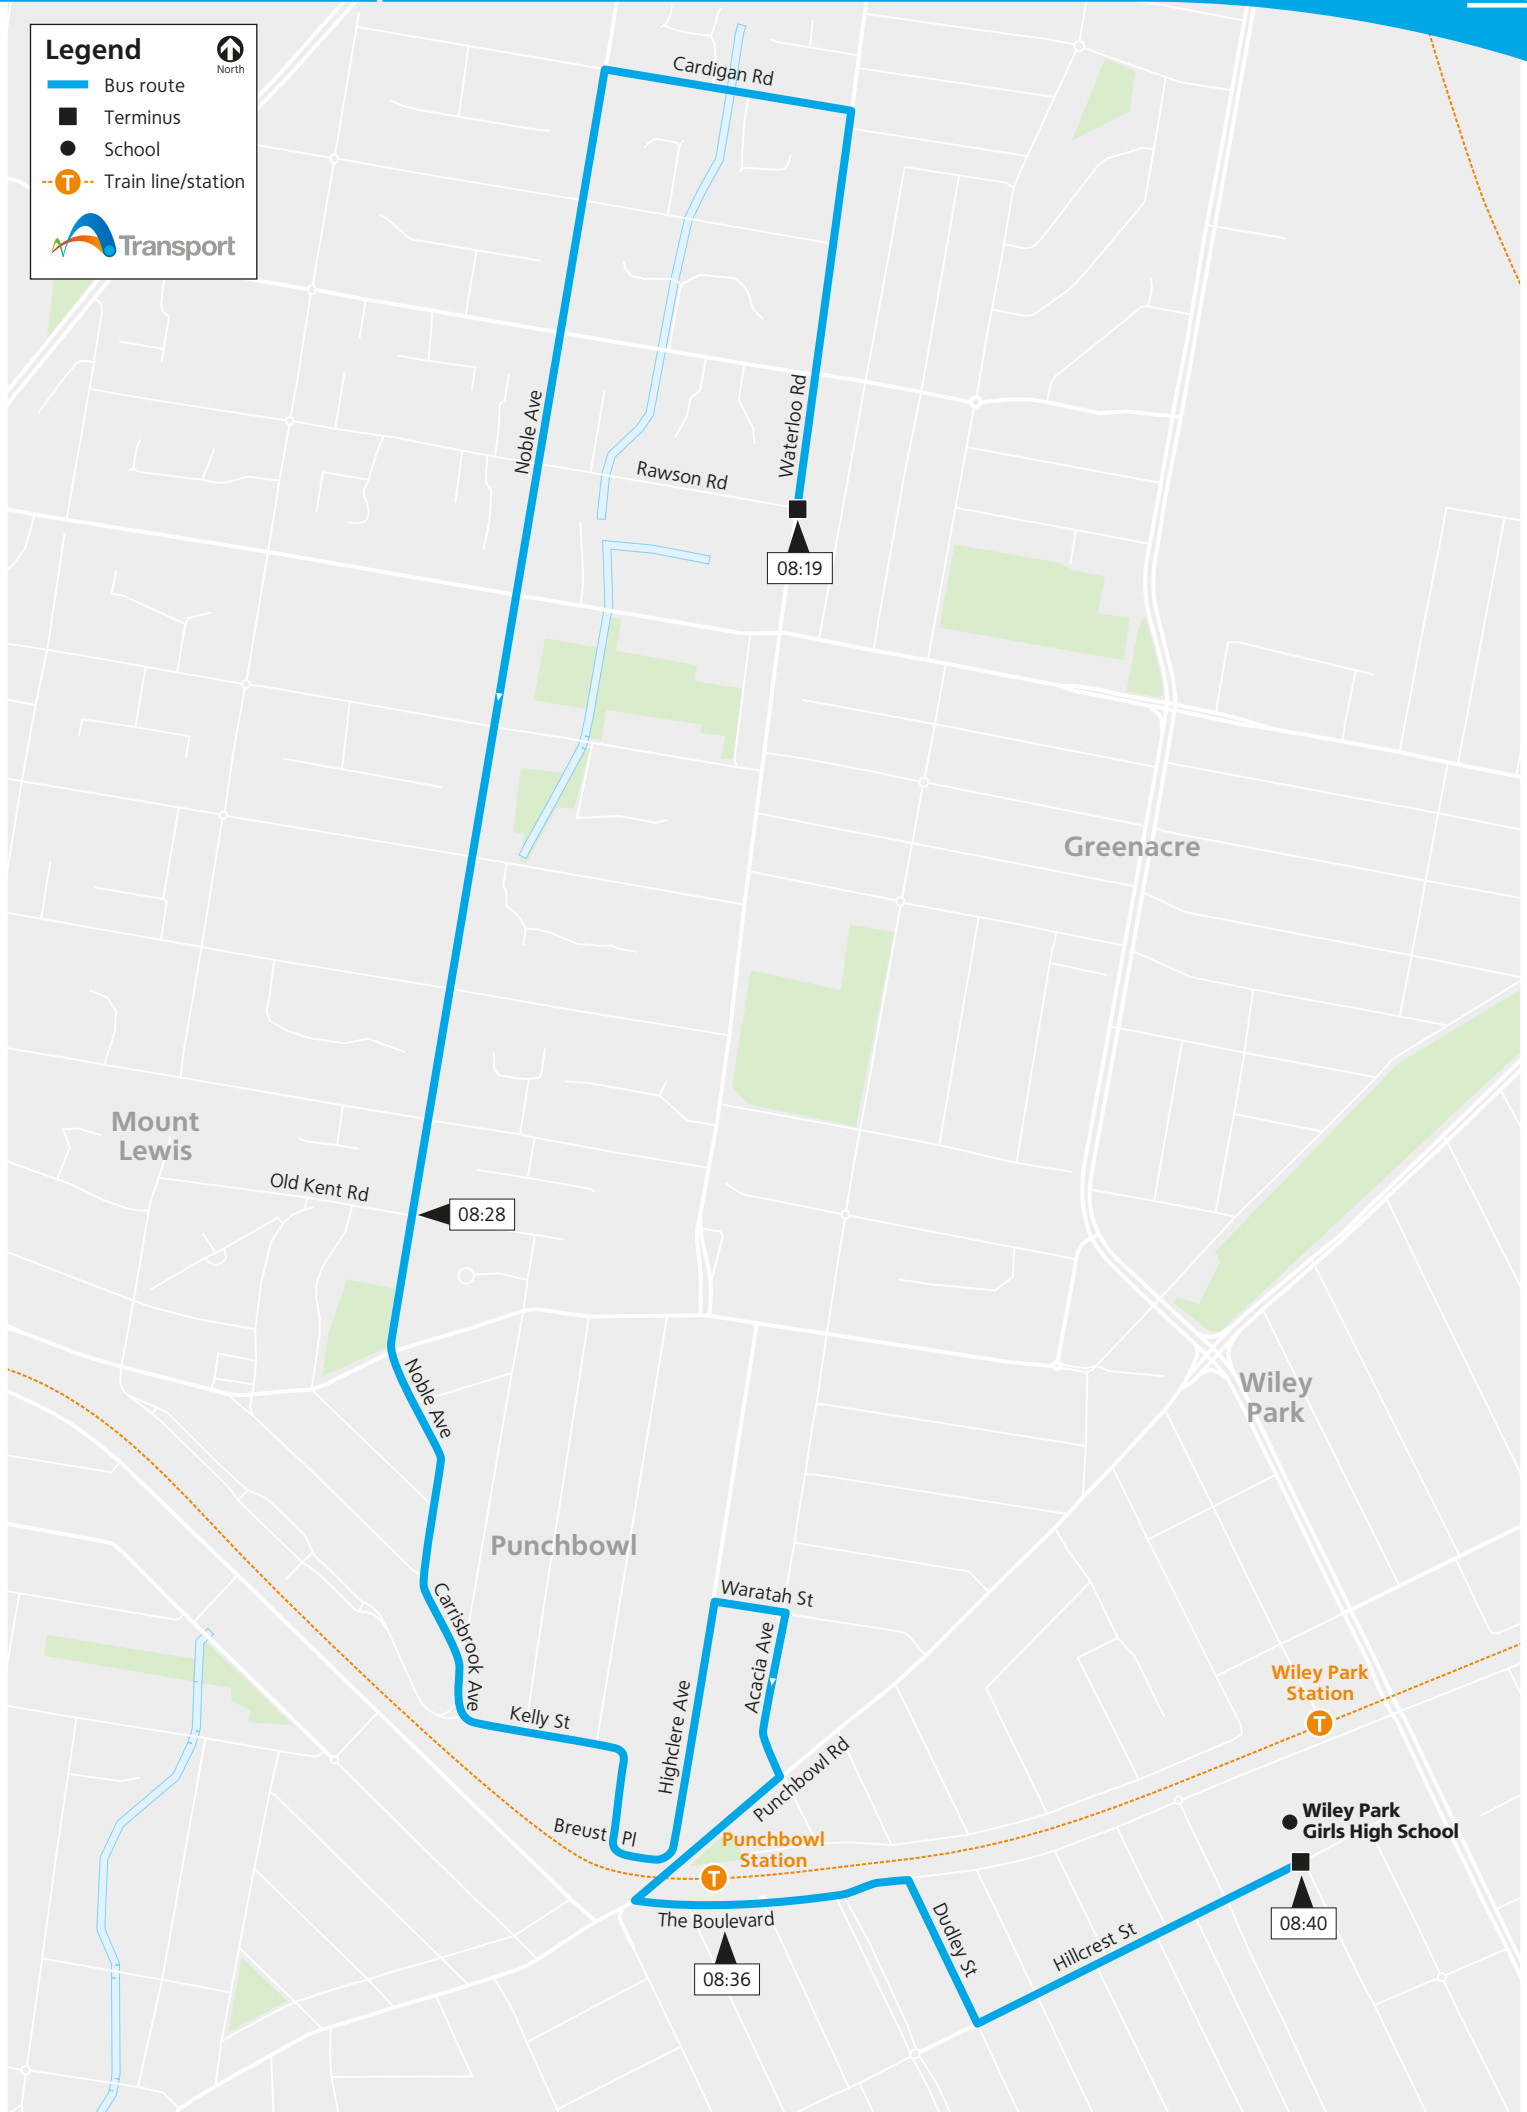 Legend
North
Bus route
Terminus
School
T
Train line/station
Transport
Cardigan Rd
Noble Ave
Waterloo Rd
Rawson Rd
08:19
Greenacre
Mount
Lewis
Old Kent Rd
08:28
Noble Ave
Wiley
Park
Punchbowl
Carrisbrook Ave
Waratah St
Acacia Ave
Highclere Ave
Kelly St
Punchbowl Rd
Breust Pl
Wiley Park
Station
T
Punchbowl
Station
T
Wiley Park
Girls High School
The Boulevard
08:36
Dudley St
Hillcrest St
08:40